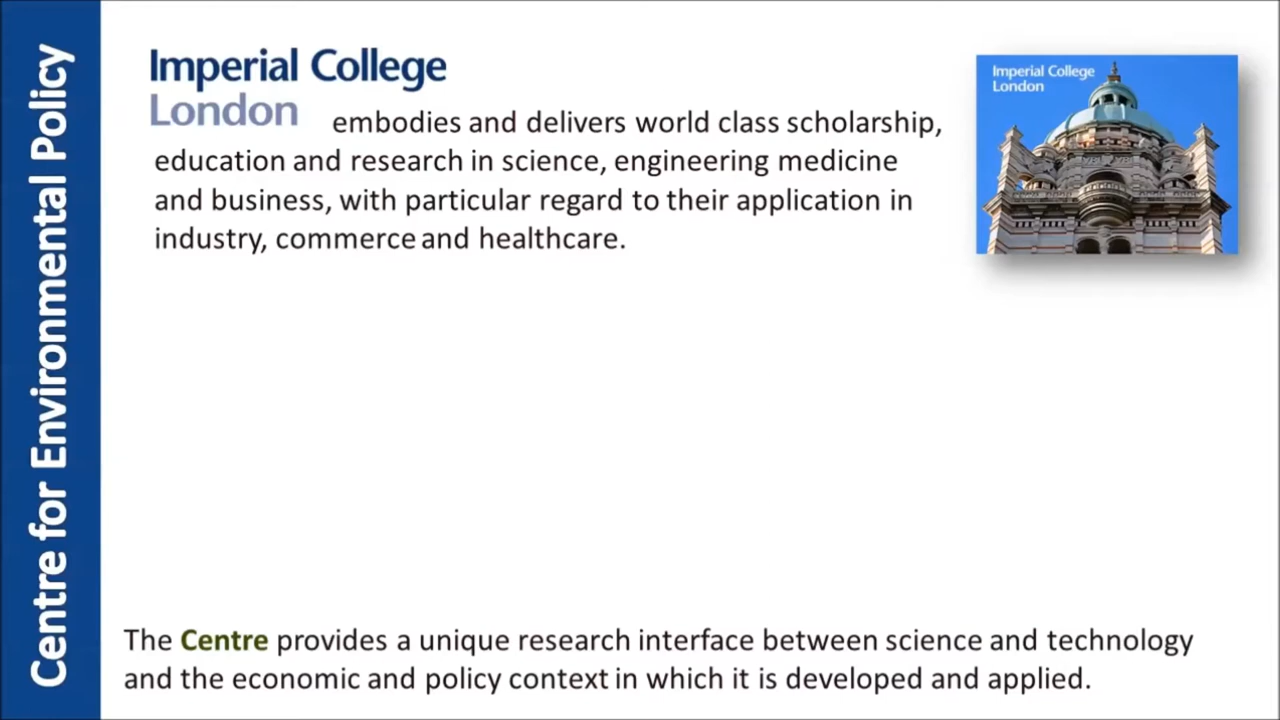 Centre for Environmental Policy
Imperial College
London
embodies and delivers world class scholarship,
education and research in science, engineering medicine
and business, with particular regard to their application in
industry, commerce and healthcare.
Imperial College
London
The Centre provides a unique research interface between science and technology
and the economic and policy context in which it is developed and applied.